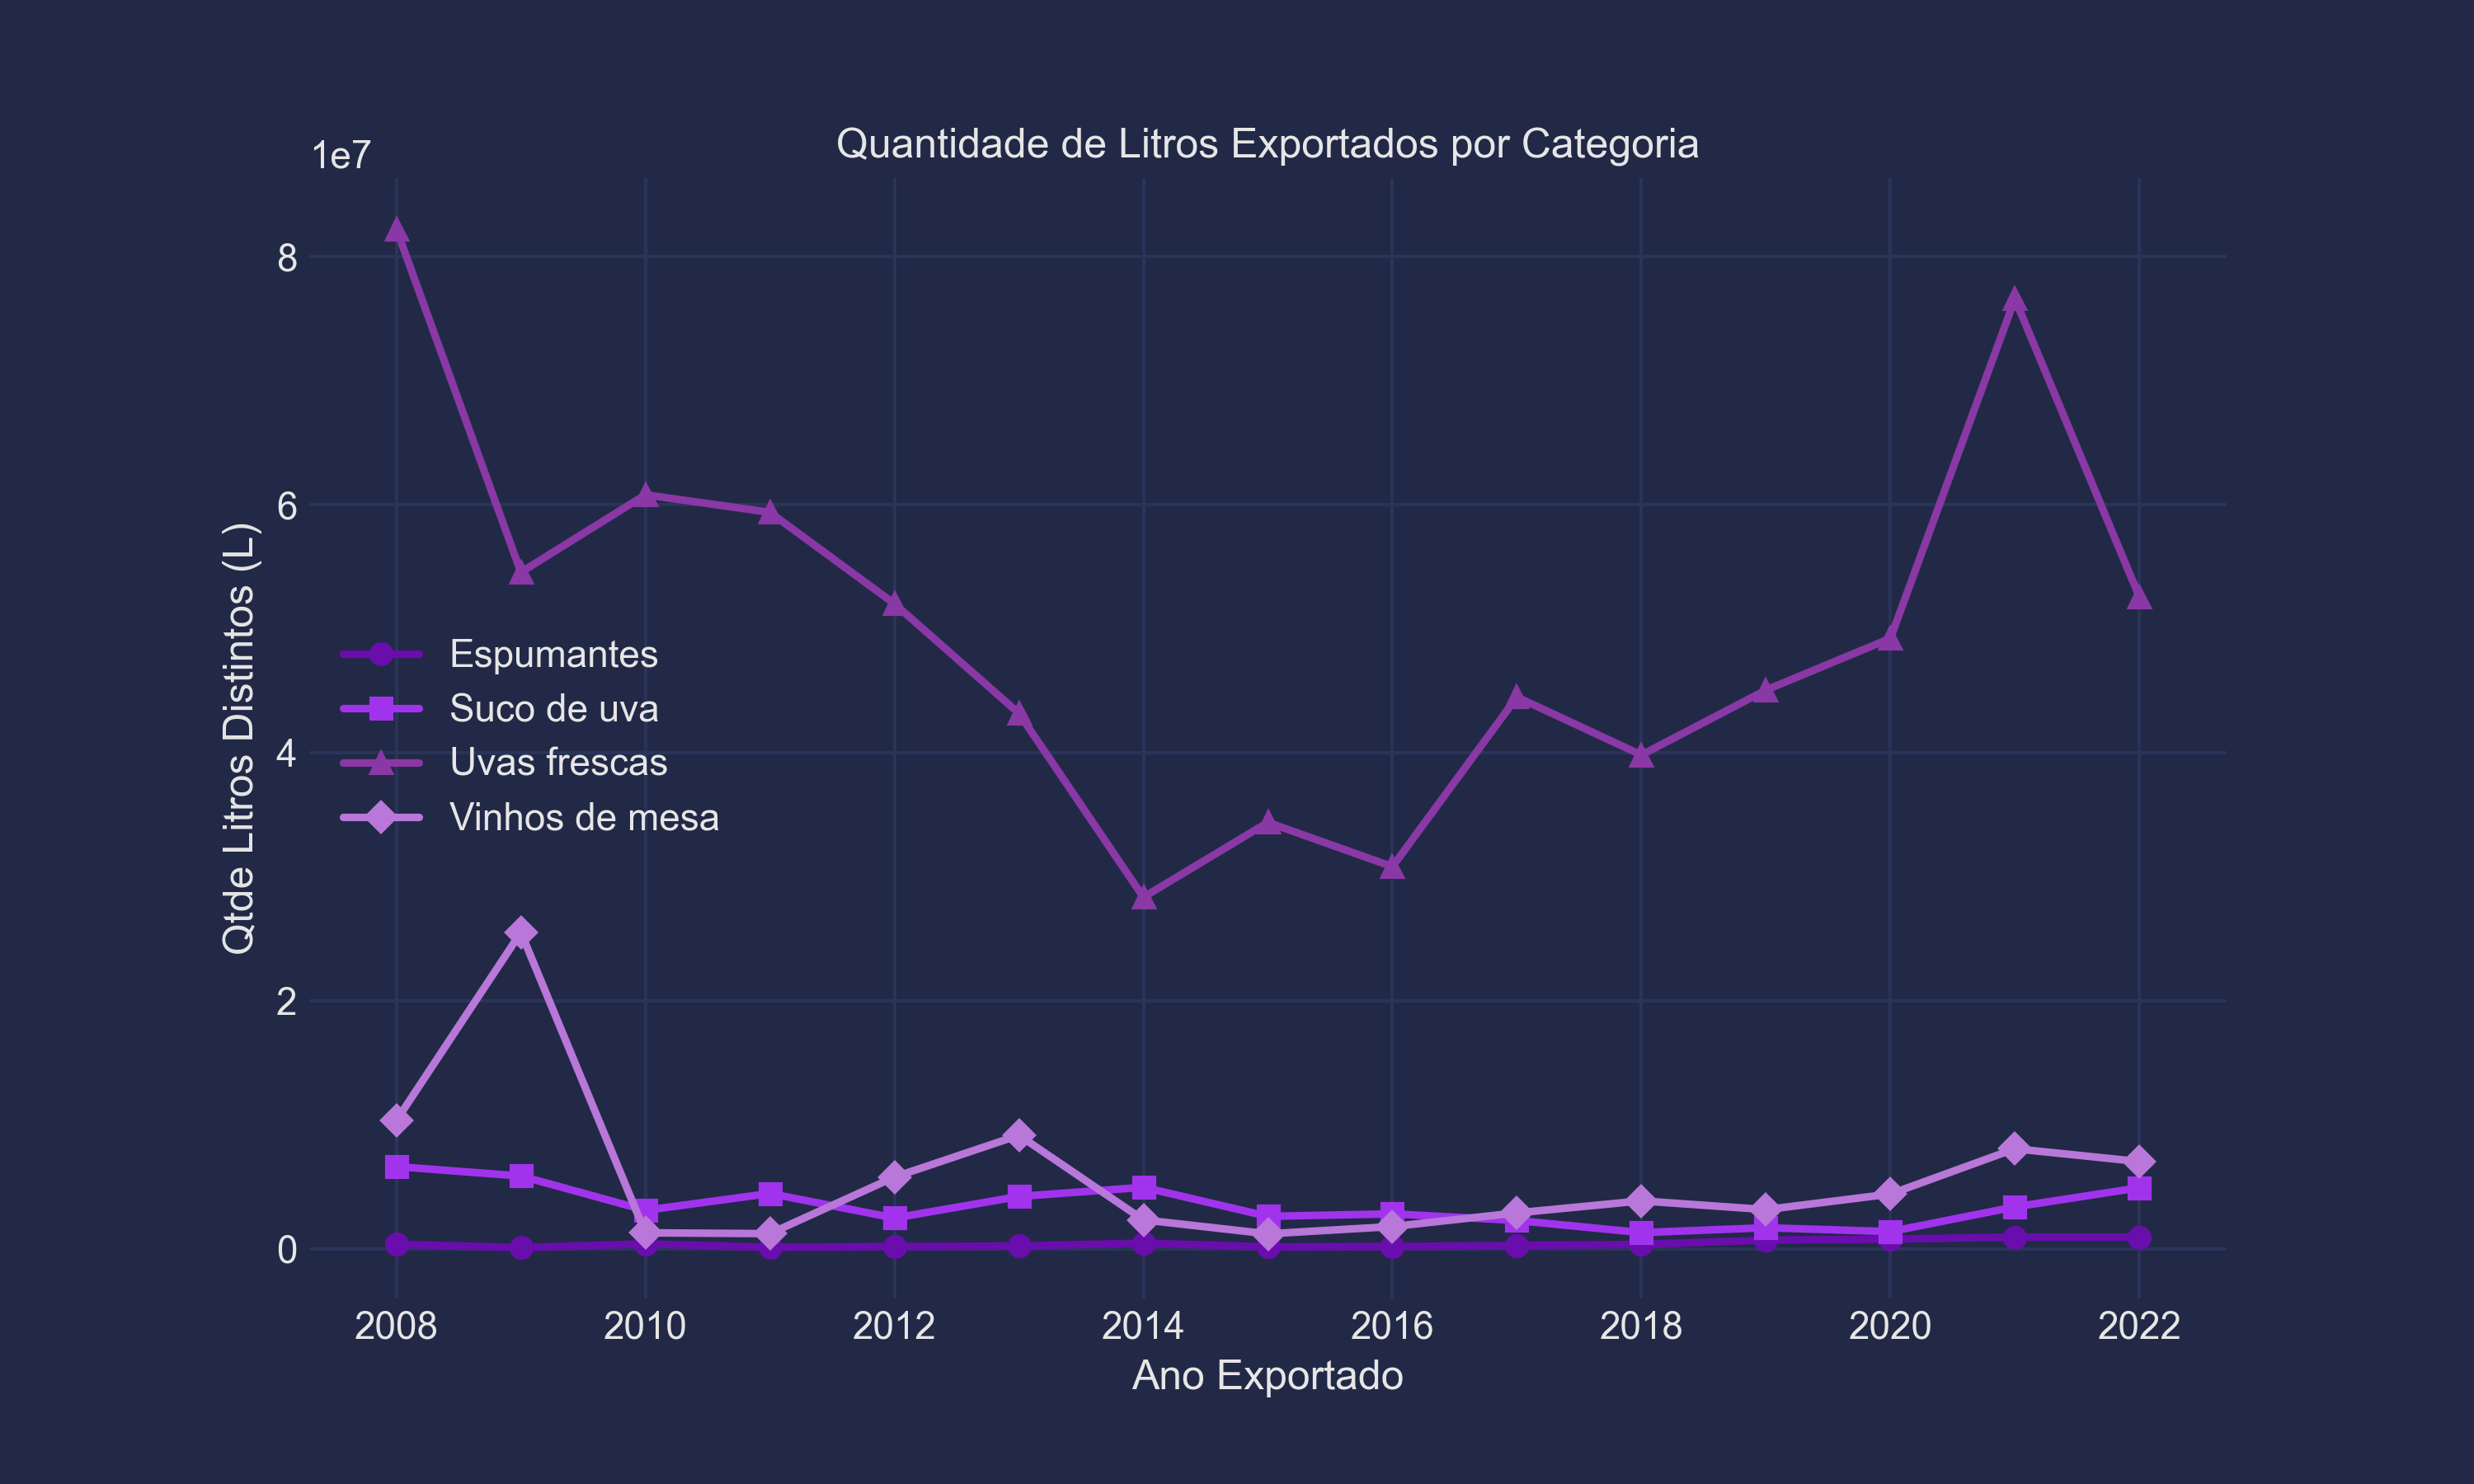 Quantidade de Litros Exportados por Categoria
1e7
8
6
4
2
0
Qtde Litros Distintos (L)
Espumantes
Suco de uva
Uvas frescas
Vinhos de mesa
2008 2010 2012 2014 2016 2018 2020 2022
Ano Exportado